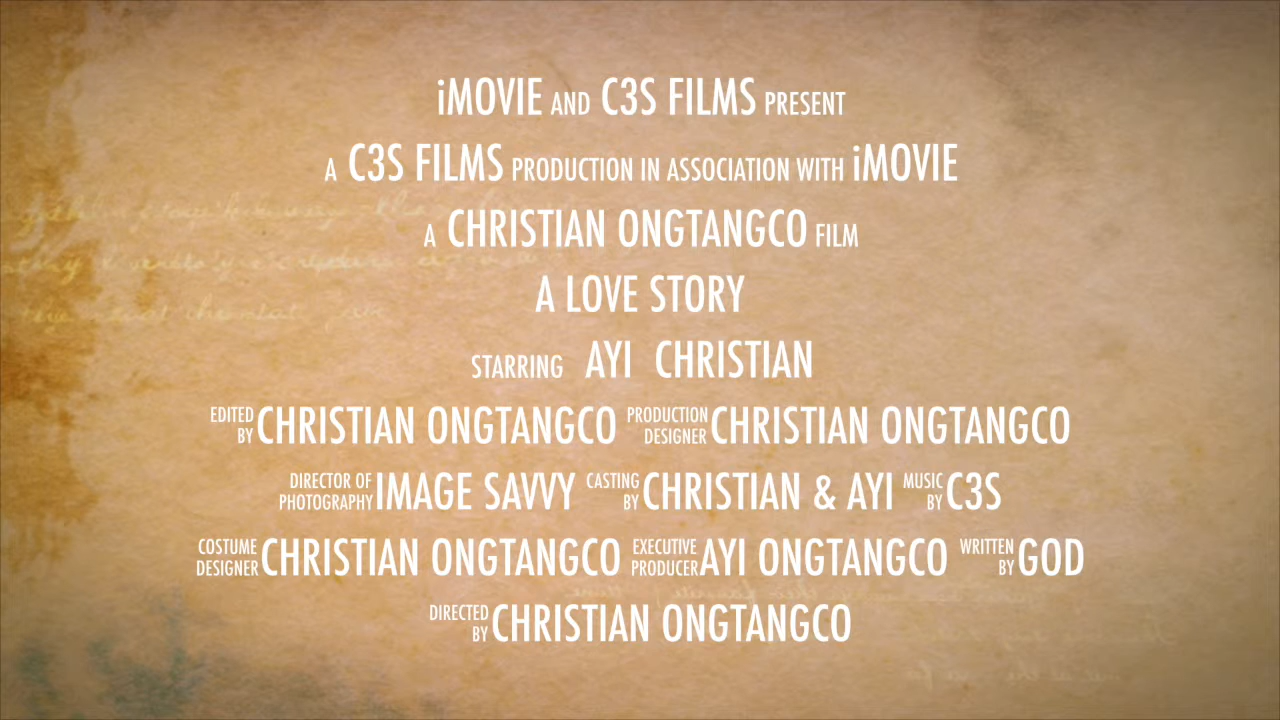 iMOVIE AND C3S FILMS PRESENT
A C3S FILMS PRODUCTION IN ASSOCIATION WITH iMOVIE
A CHRISTIAN ONGTANGCO FILM
A LOVE STORY
STARRING AYI CHRISTIAN
EDITED BY CHRISTIAN ONGTANGCO PRODUCTION DESIGNER CHRISTIAN ONGTANGCO
DIRECTOR OF PHOTOGRAPHY IMAGE SAVVY CASTING BY CHRISTIAN & AYI MUSIC BY C3S
COSTUME DESIGNER CHRISTIAN ONGTANGCO EXECUTIVE PRODUCER AYI ONGTANGCO WRITTEN BY GOD
DIRECTED BY CHRISTIAN ONGTANGCO